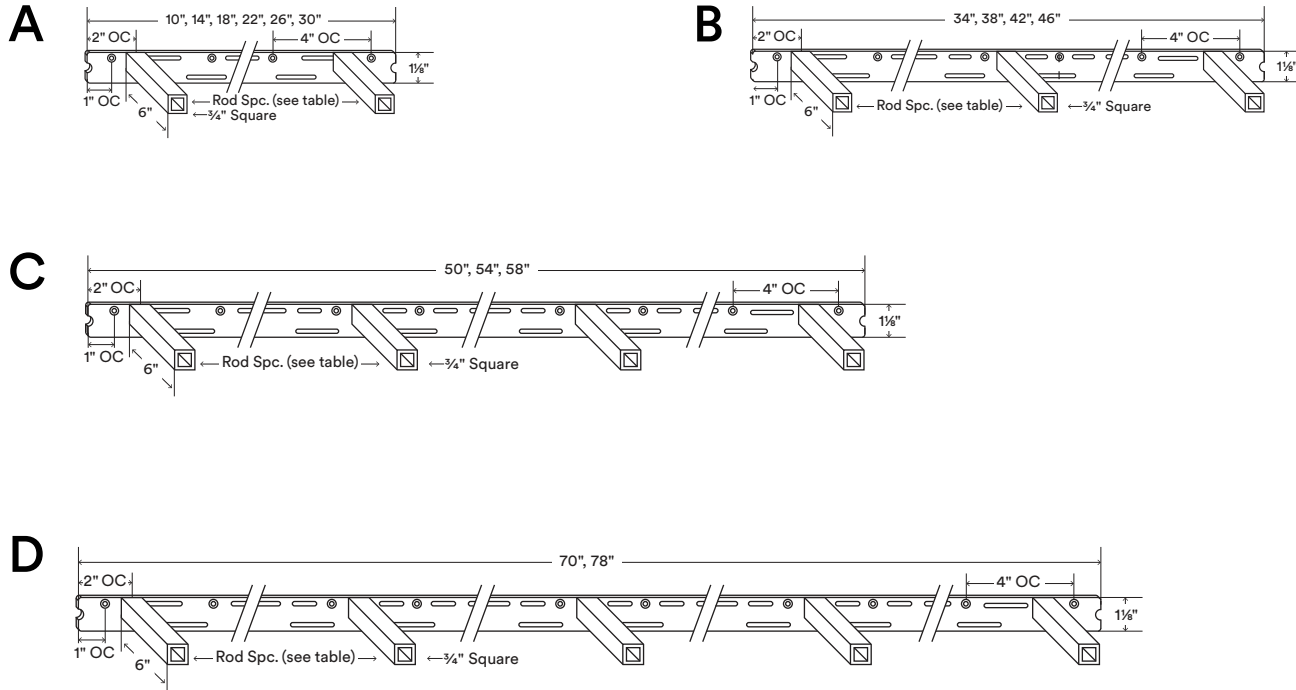 A
10", 14", 18", 22", 26", 30"
2" OC
4" OC
1⅛"
1" OC
6"
Rod Spc. (see table)
¾" Square
B
34", 38", 42", 46"
2" OC
4" OC
1⅛"
1" OC
6"
Rod Spc. (see table)
¾" Square
C
50", 54", 58"
2" OC
4" OC
1⅛"
1" OC
6"
Rod Spc. (see table)
¾" Square
D
70", 78"
2" OC
4" OC
1⅛"
1" OC
6"
Rod Spc. (see table)
¾" Square